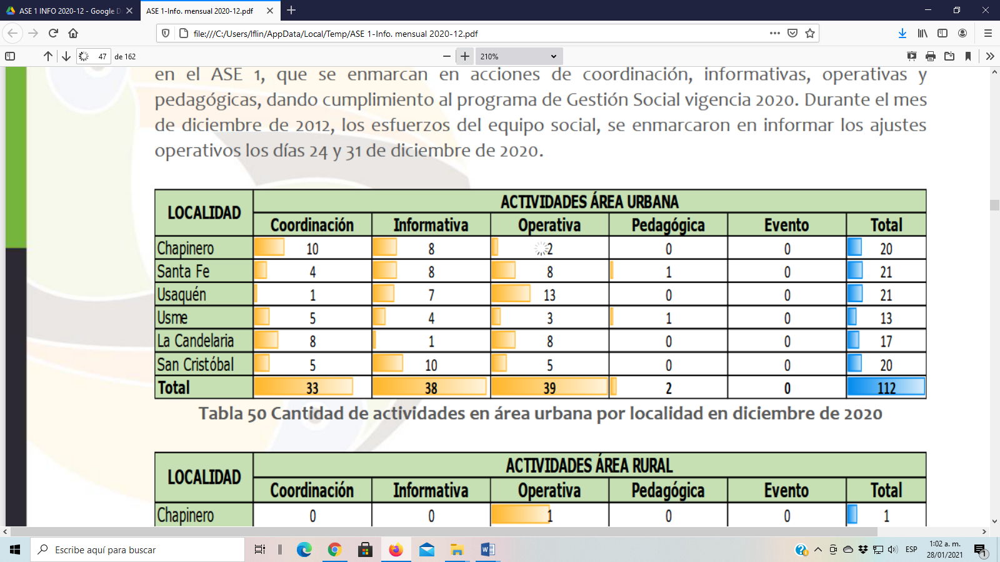 ASE 1 INFO 2020-12 - Google D
ASE 1-Info. mensual 2020-12.pdf
file:///C:/Users/lflin/AppData/Local/Temp/ASE 1-Info. mensual 2020-12.pdf
47 de 162
210%
en el ASE 1, que se enmarcan en acciones de coordinación, informativas, operativas y
pedagógicas, dando cumplimiento al programa de Gestión Social vigencia 2020. Durante el mes
de diciembre de 2012, los esfuerzos del equipo social, se enmarcaron en informar los ajustes
operativos los días 24 y 31 de diciembre de 2020.
LOCALIDAD ACTIVIDADES ÁREA URBANA
Coordinación Informativa Operativa Pedagógica Evento Total
Chapinero 10 8 2 0 0 20
Santa Fe 4 8 8 1 0 21
Usaquén 1 7 13 0 0 21
Usme 5 4 3 1 0 13
La Candelaria 8 1 8 0 0 17
San Cristóbal 5 10 5 0 0 20
Total 33 38 39 2 0 112
Tabla 50 Cantidad de actividades en área urbana por localidad en diciembre de 2020
LOCALIDAD ACTIVIDADES ÁREA RURAL
Coordinación Informativa Operativa Pedagógica Evento Total
Chapinero 0 0 1 0 0 1
Escribe aquí para buscar
ESP
1:02 a. m.
28/01/2021
1